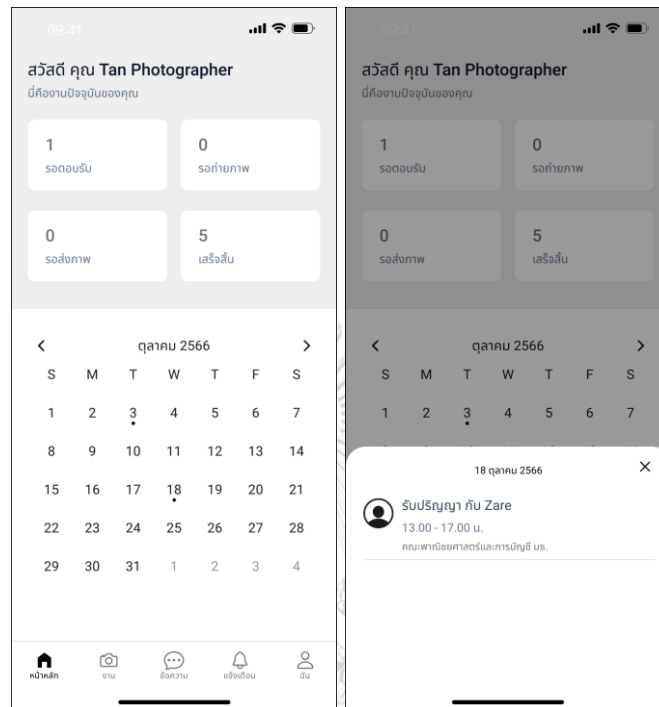 09:41
สวัสดี คุณ Tan Photographer
นี่คืองานปัจจุบันของคุณ
1 0
รอตอบรับ รอถ่ายภาพ
0 5
รอส่งภาพ เสร็จสิ้น
ตุลาคม 2566
S M T W T F S
1 2 3 4 5 6 7
8 9 10 11 12 13 14
15 16 17 18 19 20 21
22 23 24 25 26 27 28
29 30 31 1 2 3 4
หน้าหลัก งาน ข้อความ แจ้งเตือน ฉัน
09:41
สวัสดี คุณ Tan Photographer
นี่คืองานปัจจุบันของคุณ
1 0
รอตอบรับ รอถ่ายภาพ
0 5
รอส่งภาพ เสร็จสิ้น
ตุลาคม 2566
S M T W T F S
1 2 3 4 5 6 7
18 ตุลาคม 2566
รับปริญญา กับ Zare
13.00 - 17.00 น.
คณะพาณิชยศาสตร์และการบัญชี มธ.